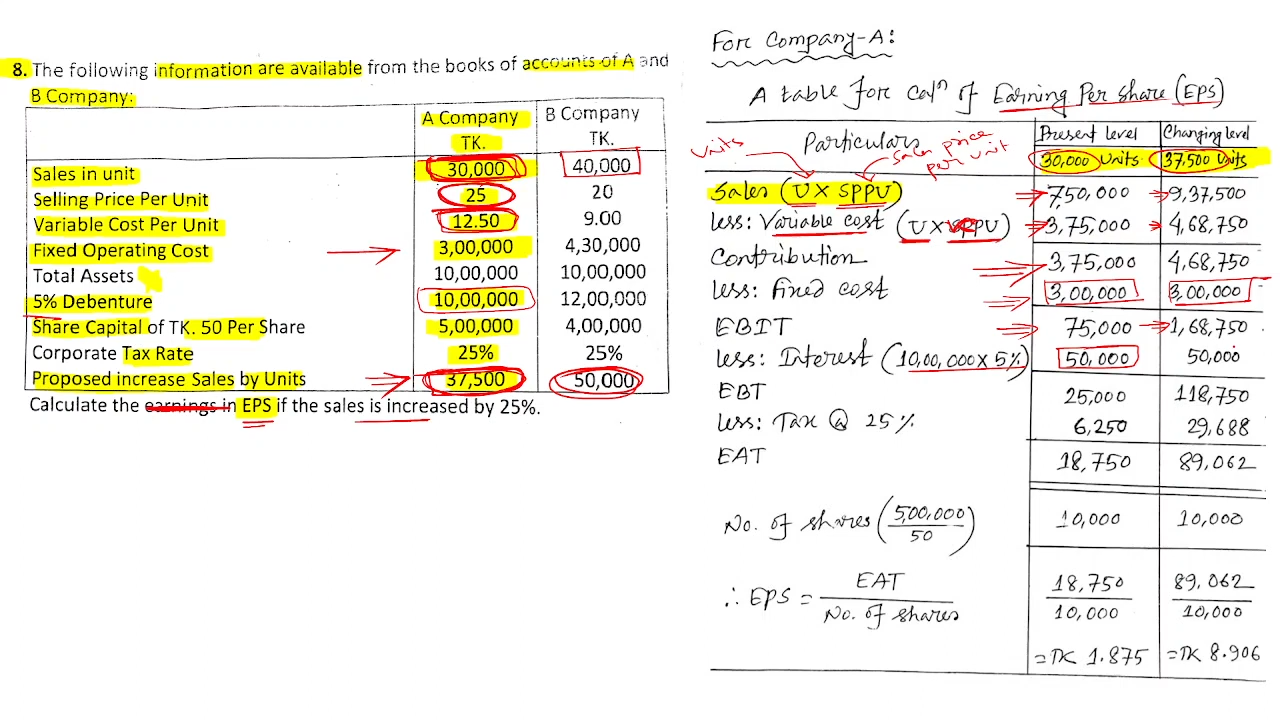 8. The following information are available from the books of accounts of A and
B Company:
A Company B Company
TK. TK.
Sales in unit 30,000 40,000
Selling Price Per Unit 25 20
Variable Cost Per Unit 12.50 9.00
Fixed Operating Cost 3,00,000 4,30,000
Total Assets 10,00,000 10,00,000
5% Debenture 10,00,000 12,00,000
Share Capital of TK. 50 Per Share 5,00,000 4,00,000
Corporate Tax Rate 25% 25%
Proposed increase Sales by Units 37,500 50,000
Calculate the earnings in EPS if the sales is increased by 25%.
For Company-A:
A table for Calⁿ of Earning Per Share (EPS)
Particulars Present level Changing level
units
sales price
per unit
30,000 Units 37,500 Units
Sales (U X SPPU) 7,50,000 9,37,500
less: Variable cost (U X VCPU) 3,75,000 4,68,750
Contribution 3,75,000 4,68,750
less: Fixed cost 3,00,000 3,00,000
EBIT 75,000 1,68,750
less: Interest (10,00,000 x 5%) 50,000 50,000
EBT 25,000 118,750
less: Tax @ 25% 6,250 29,688
EAT 18,750 89,062
No. of shares (5,00,000/50) 10,000 10,000
∴ EPS = EAT/No. of shares 18,750/10,000 89,062/10,000
=TK 1.875 =TK 8.906